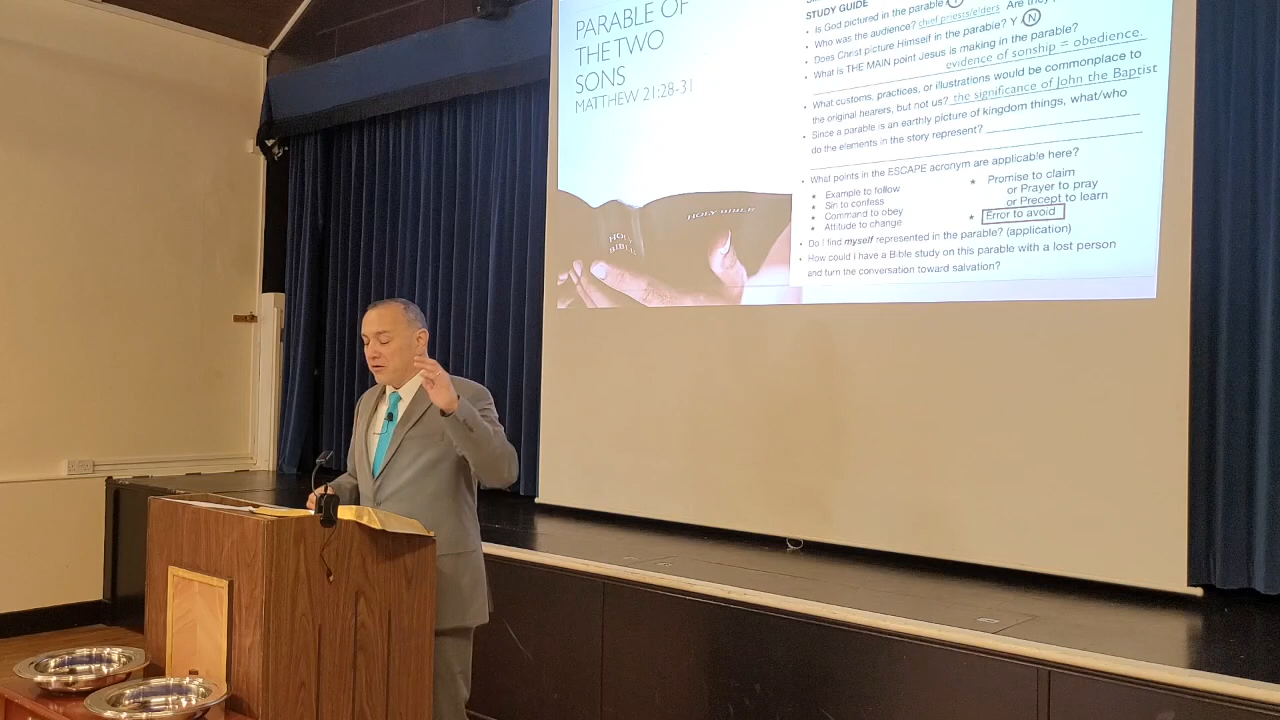 PARABLE OF
THE TWO
SONS
MATTHEW 21:28-31
HOLY BIBLE
HOLY
BIBLE
STUDY GUIDE
• Is God pictured in the parable? Y
• Who was the audience? chief priests/elders Are they
• Does Christ picture Himself in the parable? Y N
• What is THE MAIN point Jesus is making in the parable?
evidence of sonship = obedience.
• What customs, practices, or illustrations would be commonplace to
the original hearers, but not us? the significance of John the Baptist
• Since a parable is an earthly picture of kingdom things, what/who
do the elements in the story represent?
• What points in the ESCAPE acronym are applicable here?
★ Example to follow
★ Sin to confess
★ Command to obey
★ Attitude to change
★ Promise to claim
or Prayer to pray
or Precept to learn
★ Error to avoid
• Do I find myself represented in the parable? (application)
• How could I have a Bible study on this parable with a lost person
and turn the conversation toward salvation?